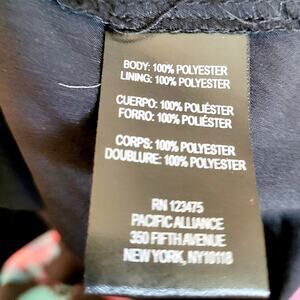 BODY: 100% POLYESTER
LINING: 100% POLYESTER
CUERPO: 100% POLIÉSTER
FORRO: 100% POLIÉSTER
CORPS: 100% POLYESTER
DOUBLURE: 100% POLYESTER
RN 123475
PACIFIC ALLIANCE
350 FIFTH AVENUE
NEW YORK, NY10118